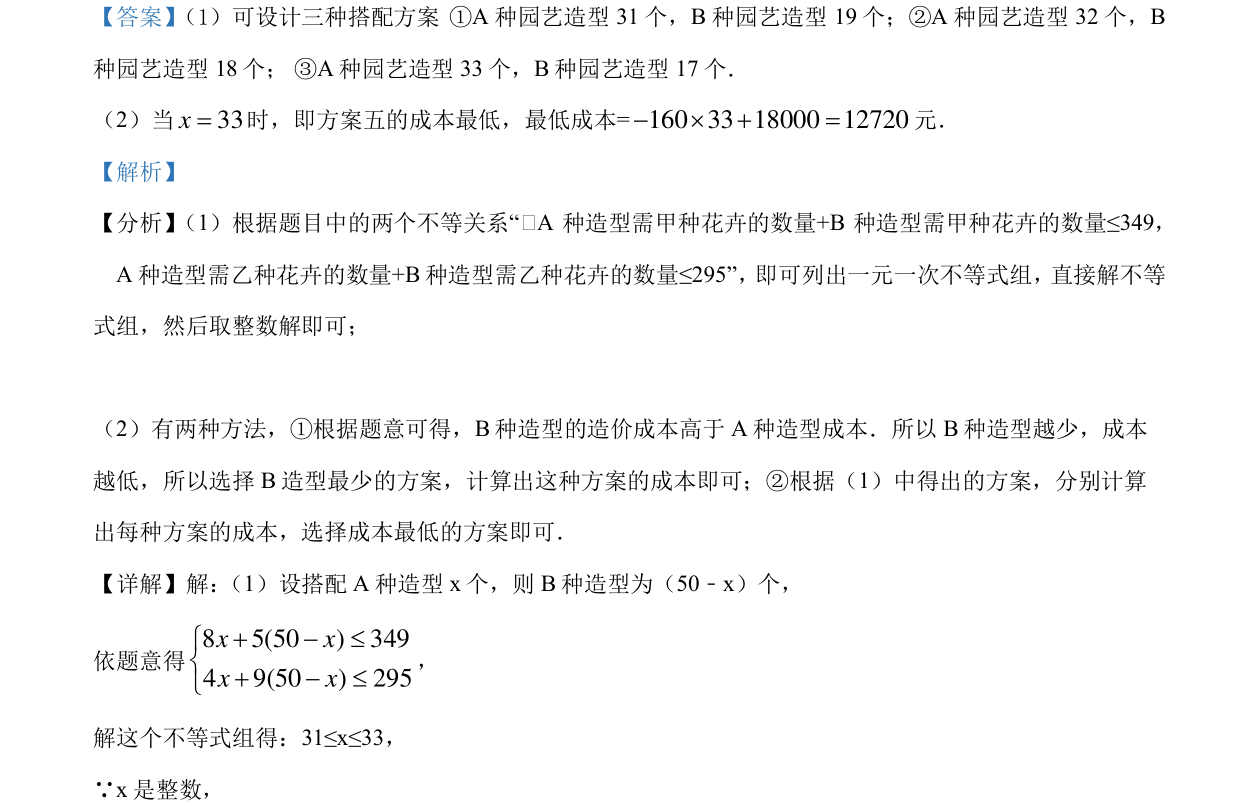 【答案】（1）可设计三种搭配方案 ①A 种园艺造型 31 个，B 种园艺造型 19 个；②A 种园艺造型 32 个，B
种园艺造型 18 个； ③A 种园艺造型 33 个，B 种园艺造型 17 个．
（2）当 x = 33 时，即方案五的成本最低，最低成本= −160×33+18000 =12720 元．
【解析】
【分析】（1）根据题目中的两个不等关系“□A 种造型需甲种花卉的数量+B 种造型需甲种花卉的数量≤349，
A 种造型需乙种花卉的数量+B 种造型需乙种花卉的数量≤295”，即可列出一元一次不等式组，直接解不等
式组，然后取整数解即可；
（2）有两种方法，①根据题意可得，B 种造型的造价成本高于 A 种造型成本．所以 B 种造型越少，成本
越低，所以选择 B 造型最少的方案，计算出这种方案的成本即可；②根据（1）中得出的方案，分别计算
出每种方案的成本，选择成本最低的方案即可．
【详解】解：（1）设搭配 A 种造型 x 个，则 B 种造型为（50﹣x）个，
依题意得 {8x + 5(50 − x) ≤ 349
4x + 9(50 − x) ≤ 295 ，
解这个不等式组得：31≤x≤33，
∵x 是整数，